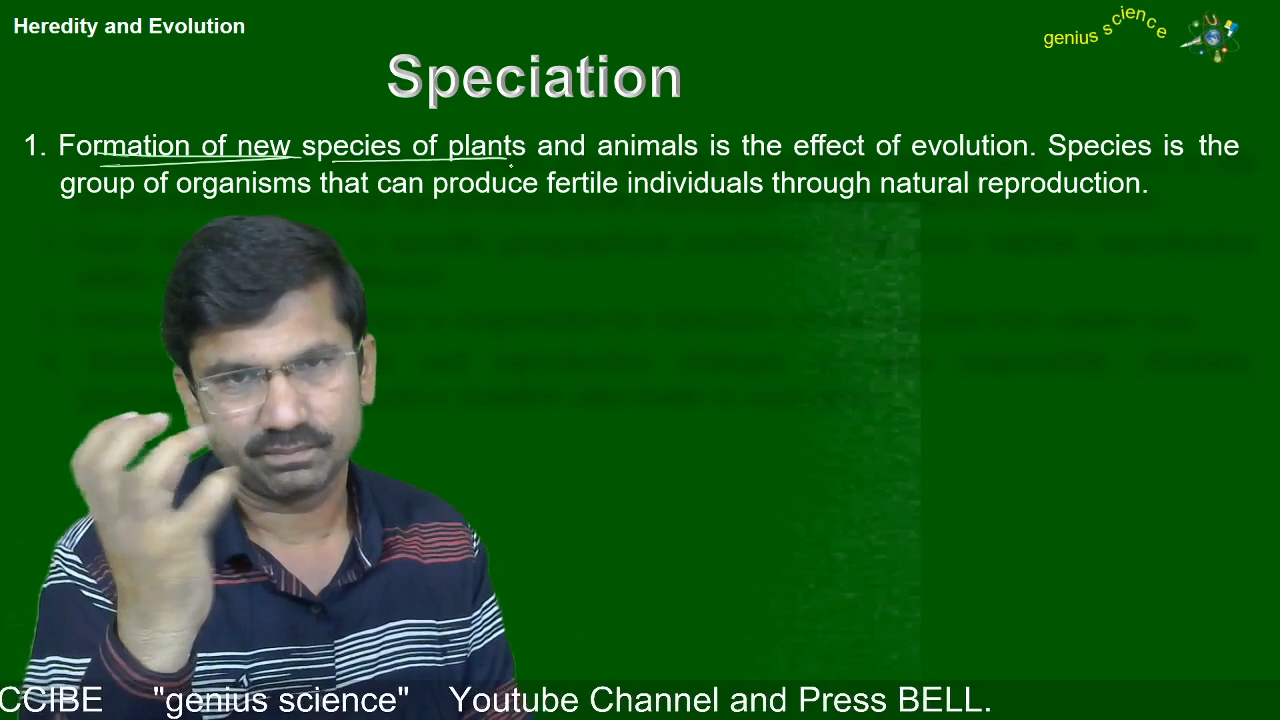 Heredity and Evolution
genius science
Speciation
1. Formation of new species of plants and animals is the effect of evolution. Species is the
group of organisms that can produce fertile individuals through natural reproduction.
CCIBE "genius science" Youtube Channel and Press BELL.